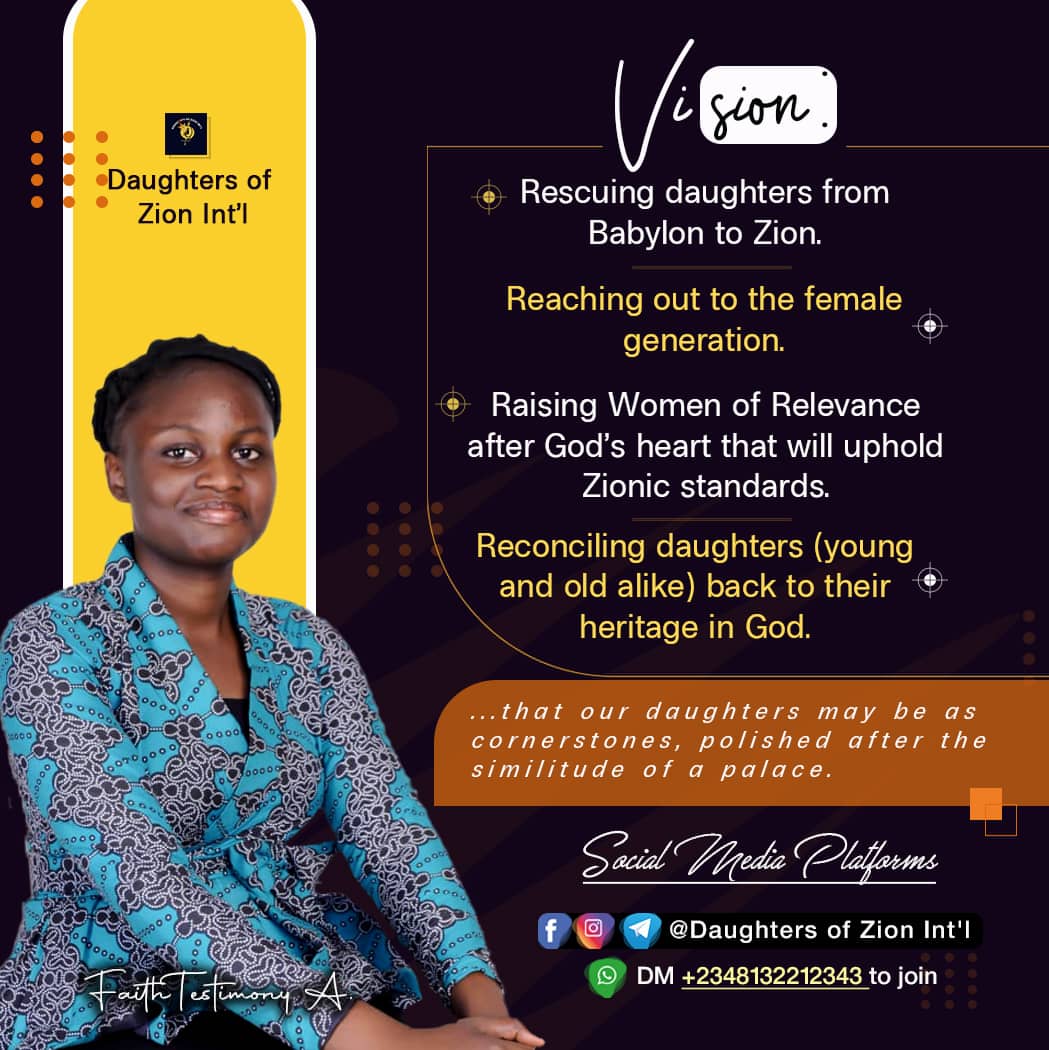 Daughters of
Zion Int'l
Vision:
Rescuing daughters from
Babylon to Zion.
Reaching out to the female
generation.
Raising Women of Relevance
after God's heart that will uphold
Zionic standards.
Reconciling daughters (young
and old alike) back to their
heritage in God.
...that our daughters may be as
cornerstones, polished after the
similitude of a palace.
Social Media Platforms
@Daughters of Zion Int'l
DM +2348132212343 to join
FaithTestimony A.